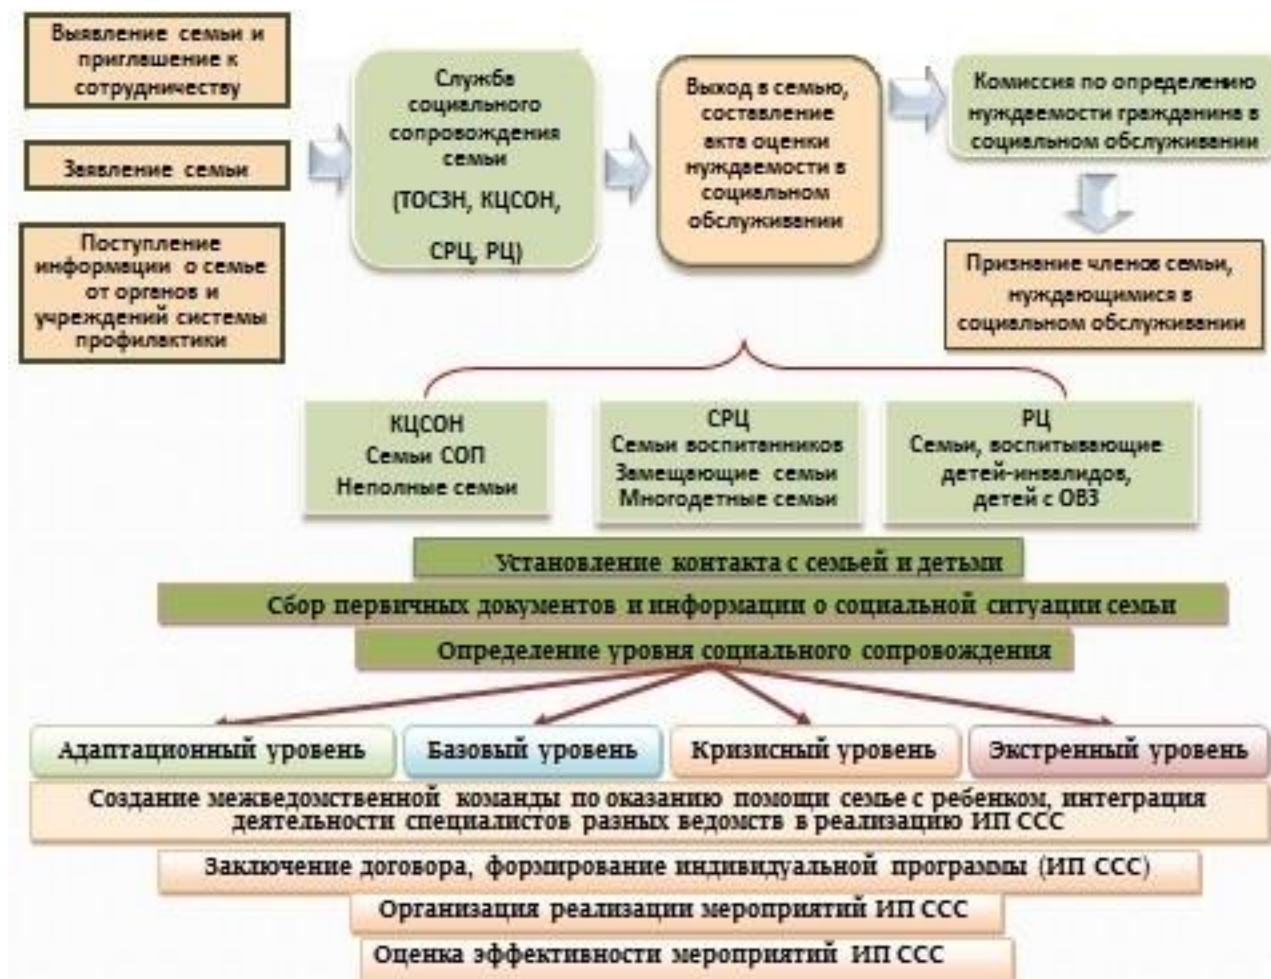 Выявление семьи и
приглашение к
сотрудничеству
Заявление семьи
Поступление
информации о семье
от органов и
учреждений системы
профилактики
Служба
социального
сопровождения
семьи
(ТОСЗН, КЦСОН,
СРЦ, РЦ)
Выход в семью,
составление
акта оценки
нуждаемости в
социальном
обслуживании
Комиссия по определению
нуждаемости гражданина в
социальном обслуживании
Признание членов семьи,
нуждающимися в
социальном обслуживании
КЦСОН
Семьи СОП
Неполные семьи
СРЦ
Семьи воспитанников
Замещающие семьи
Многодетные семьи
РЦ
Семьи, воспитывающие
детей-инвалидов,
детей с ОВЗ
Установление контакта с семьей и детьми
Сбор первичных документов и информации о социальной ситуации семьи
Определение уровня социального сопровождения
Адаптационный уровень
Базовый уровень
Кризисный уровень
Экстренный уровень
Создание межведомственной команды по оказанию помощи семье с ребенком, интеграция
деятельности специалистов разных ведомств в реализацию ИП ССС
Заключение договора, формирование индивидуальной программы (ИП ССС)
Организация реализации мероприятий ИП ССС
Оценка эффективности мероприятий ИП ССС